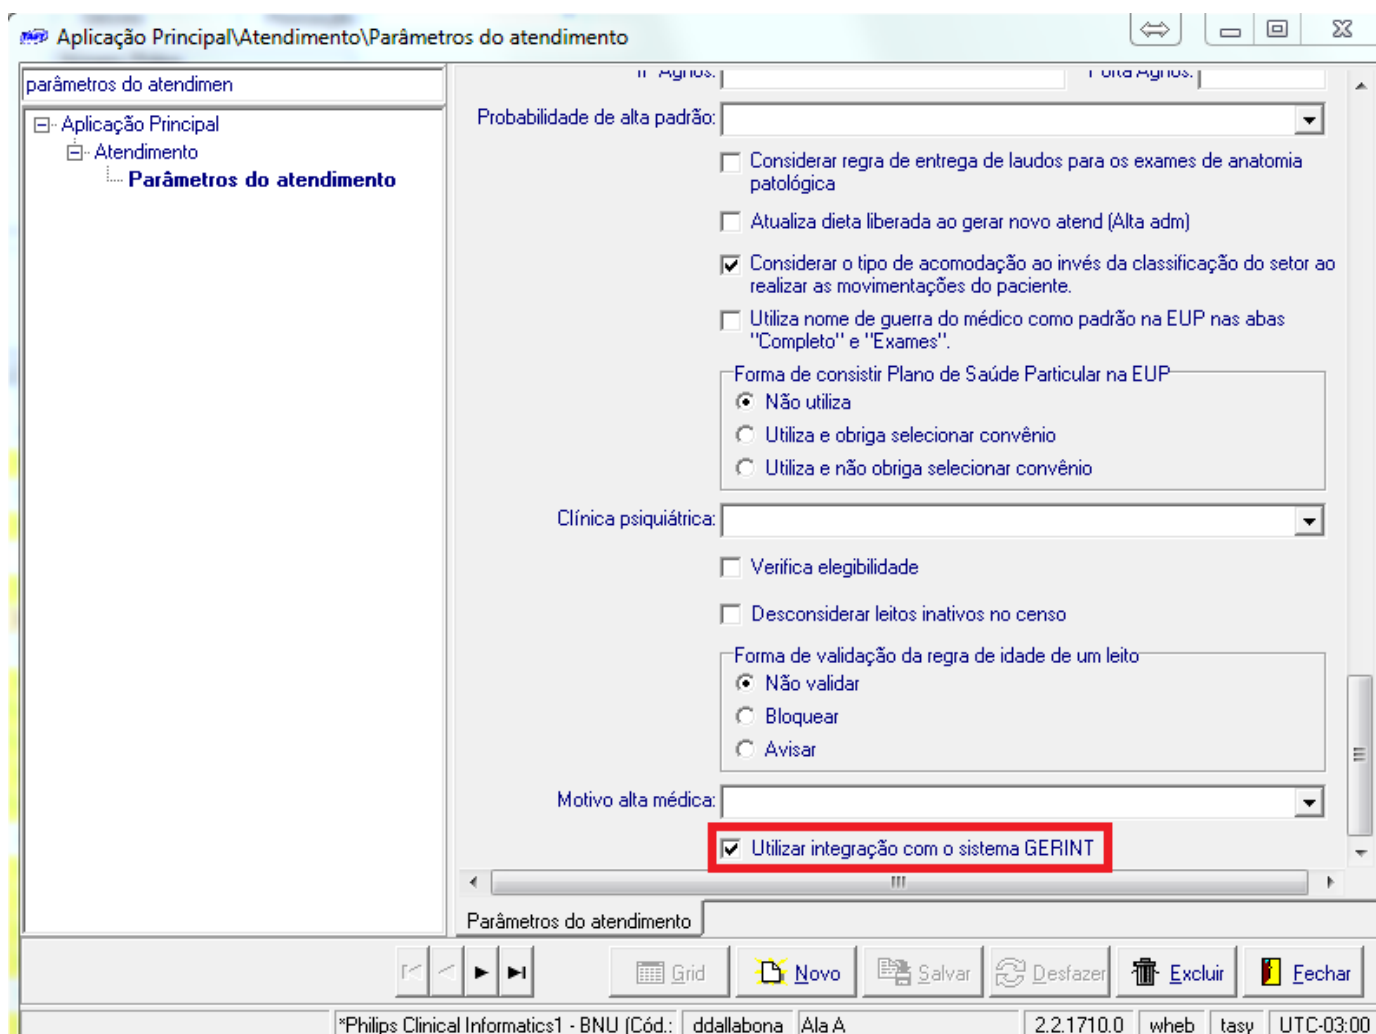 Aplicação Principal\Atendimento\Parâmetros do atendimento
parâmetros do atendimen
Aplicação Principal
Atendimento
Parâmetros do atendimento
IP Aghos:
Porta Aghos:
Probabilidade de alta padrão:
Considerar regra de entrega de laudos para os exames de anatomia
patológica
Atualiza dieta liberada ao gerar novo atend (Alta adm)
Considerar o tipo de acomodação ao invés da classificação do setor ao
realizar as movimentações do paciente.
Utiliza nome de guerra do médico como padrão na EUP nas abas
"Completo" e "Exames".
Forma de consistir Plano de Saúde Particular na EUP
Não utiliza
Utiliza e obriga selecionar convênio
Utiliza e não obriga selecionar convênio
Clínica psiquiátrica:
Verifica elegibilidade
Desconsiderar leitos inativos no censo
Forma de validação da regra de idade de um leito
Não validar
Bloquear
Avisar
Motivo alta médica:
Utilizar integração com o sistema GERINT
Parâmetros do atendimento
Grid Novo Salvar Desfazer Excluir Fechar
*Philips Clinical Informatics1 - BNU (Cód.: ddallabona Ala A 2.2.1710.0 wheb tasy UTC-03:00